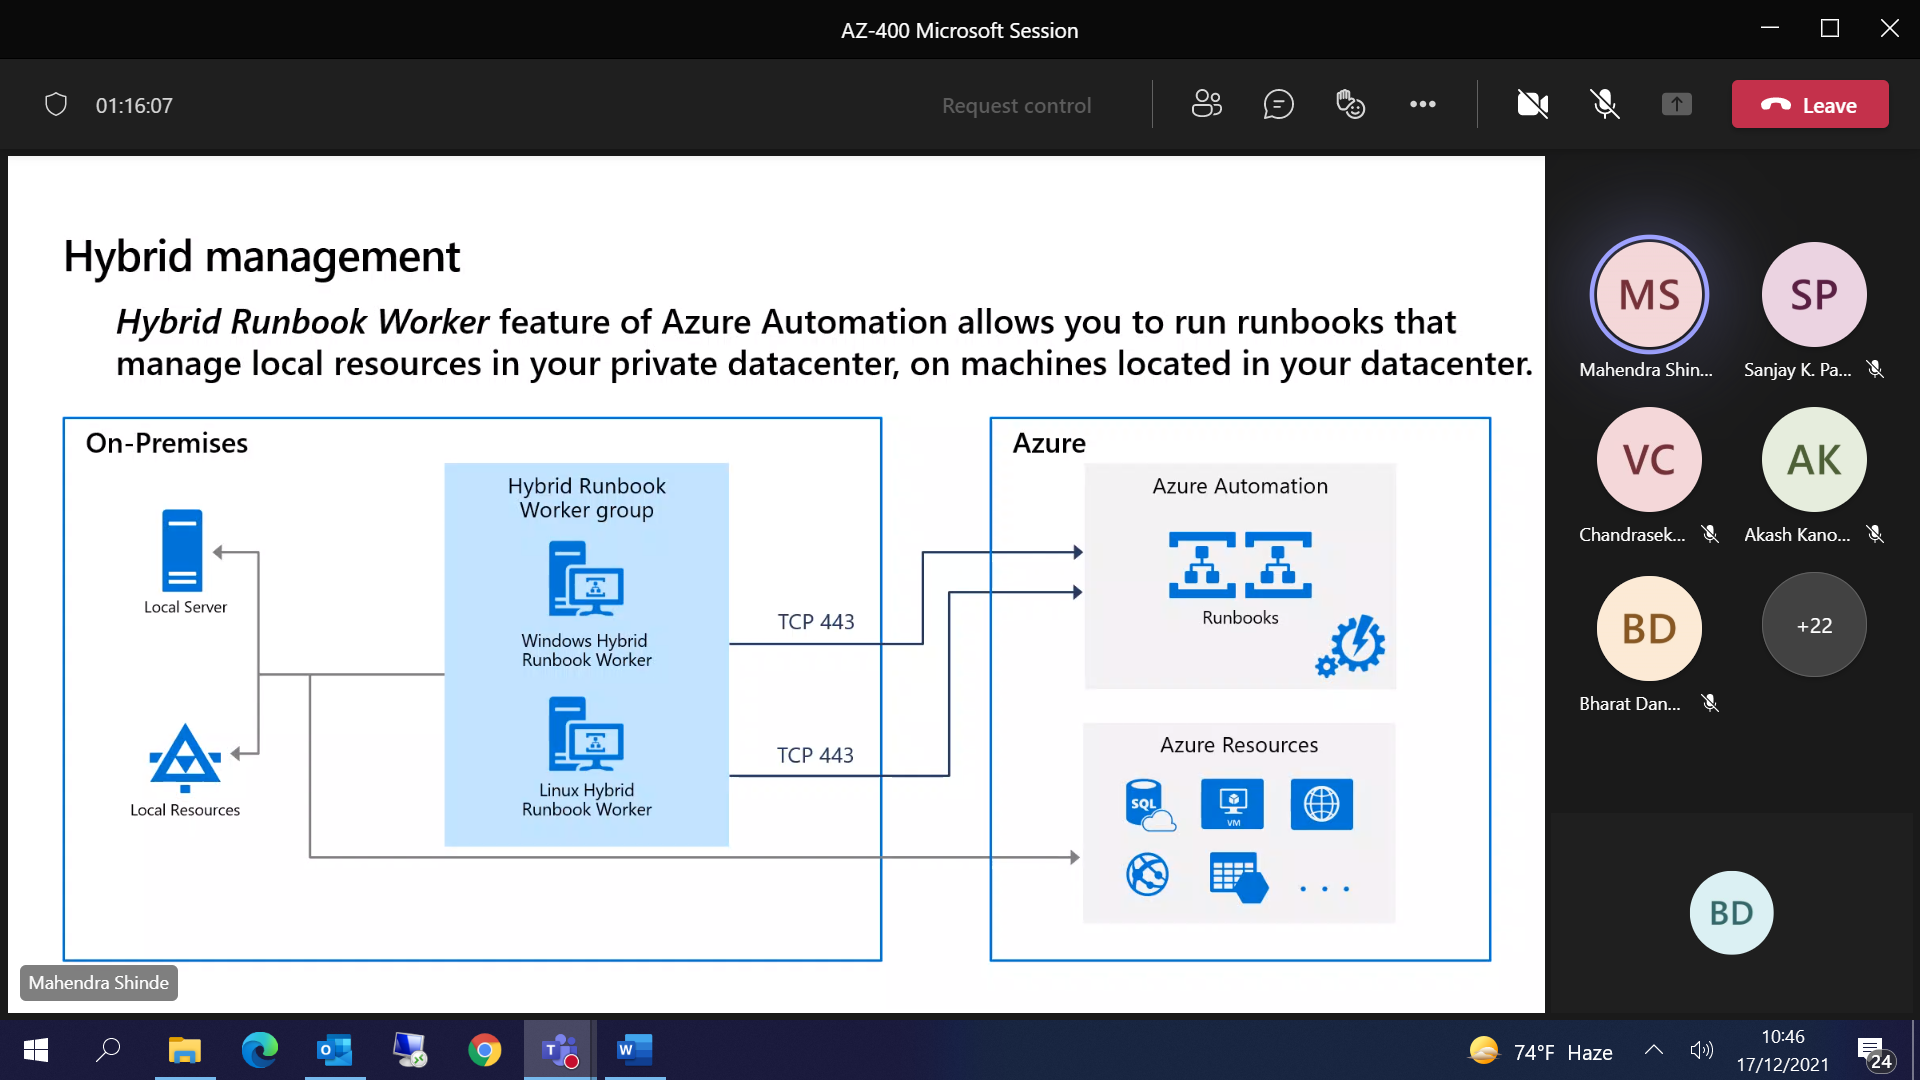 AZ-400 Microsoft Session
01:16:07
Request control
Leave
Hybrid management
Hybrid Runbook Worker feature of Azure Automation allows you to run runbooks that
manage local resources in your private datacenter, on machines located in your datacenter.
On-Premises
Local Server
Local Resources
Hybrid Runbook
Worker group
Windows Hybrid
Runbook Worker
Linux Hybrid
Runbook Worker
TCP 443
TCP 443
Azure
Azure Automation
Runbooks
Azure Resources
SQL
VM
Mahendra Shinde
MS
Mahendra Shin...
SP
Sanjay K. Pa...
VC
Chandrasek...
AK
Akash Kano...
BD
Bharat Dan...
+22
BD
O
W
74°F Haze
10:46
17/12/2021
24